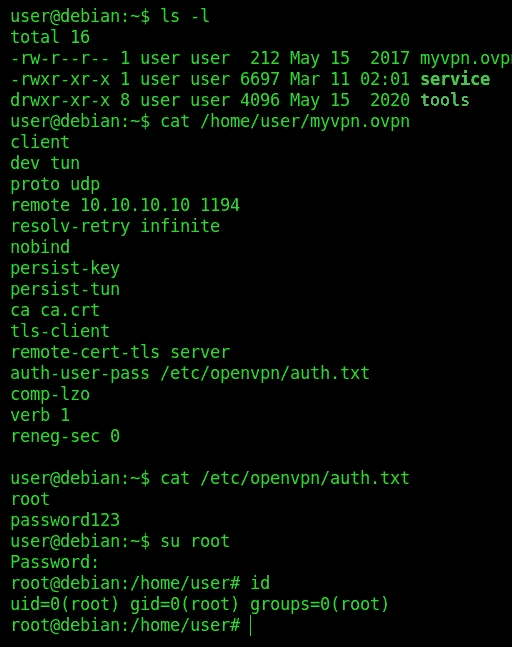 user@debian:~$ ls -l
total 16
-rw-r--r-- 1 user user  212 May 15  2017 myvpn.ovp
-rwxr-xr-x 1 user user 6697 Mar 11 02:01 service
drwxr-xr-x 8 user user 4096 May 15  2020 tools
user@debian:~$ cat /home/user/myvpn.ovpn
client
dev tun
proto udp
remote 10.10.10.10 1194
resolv-retry infinite
nobind
persist-key
persist-tun
ca ca.crt
tls-client
remote-cert-tls server
auth-user-pass /etc/openvpn/auth.txt
comp-lzo
verb 1
reneg-sec 0

user@debian:~$ cat /etc/openvpn/auth.txt
root
password123
user@debian:~$ su root
Password:
root@debian:/home/user# id
uid=0(root) gid=0(root) groups=0(root)
root@debian:/home/user#